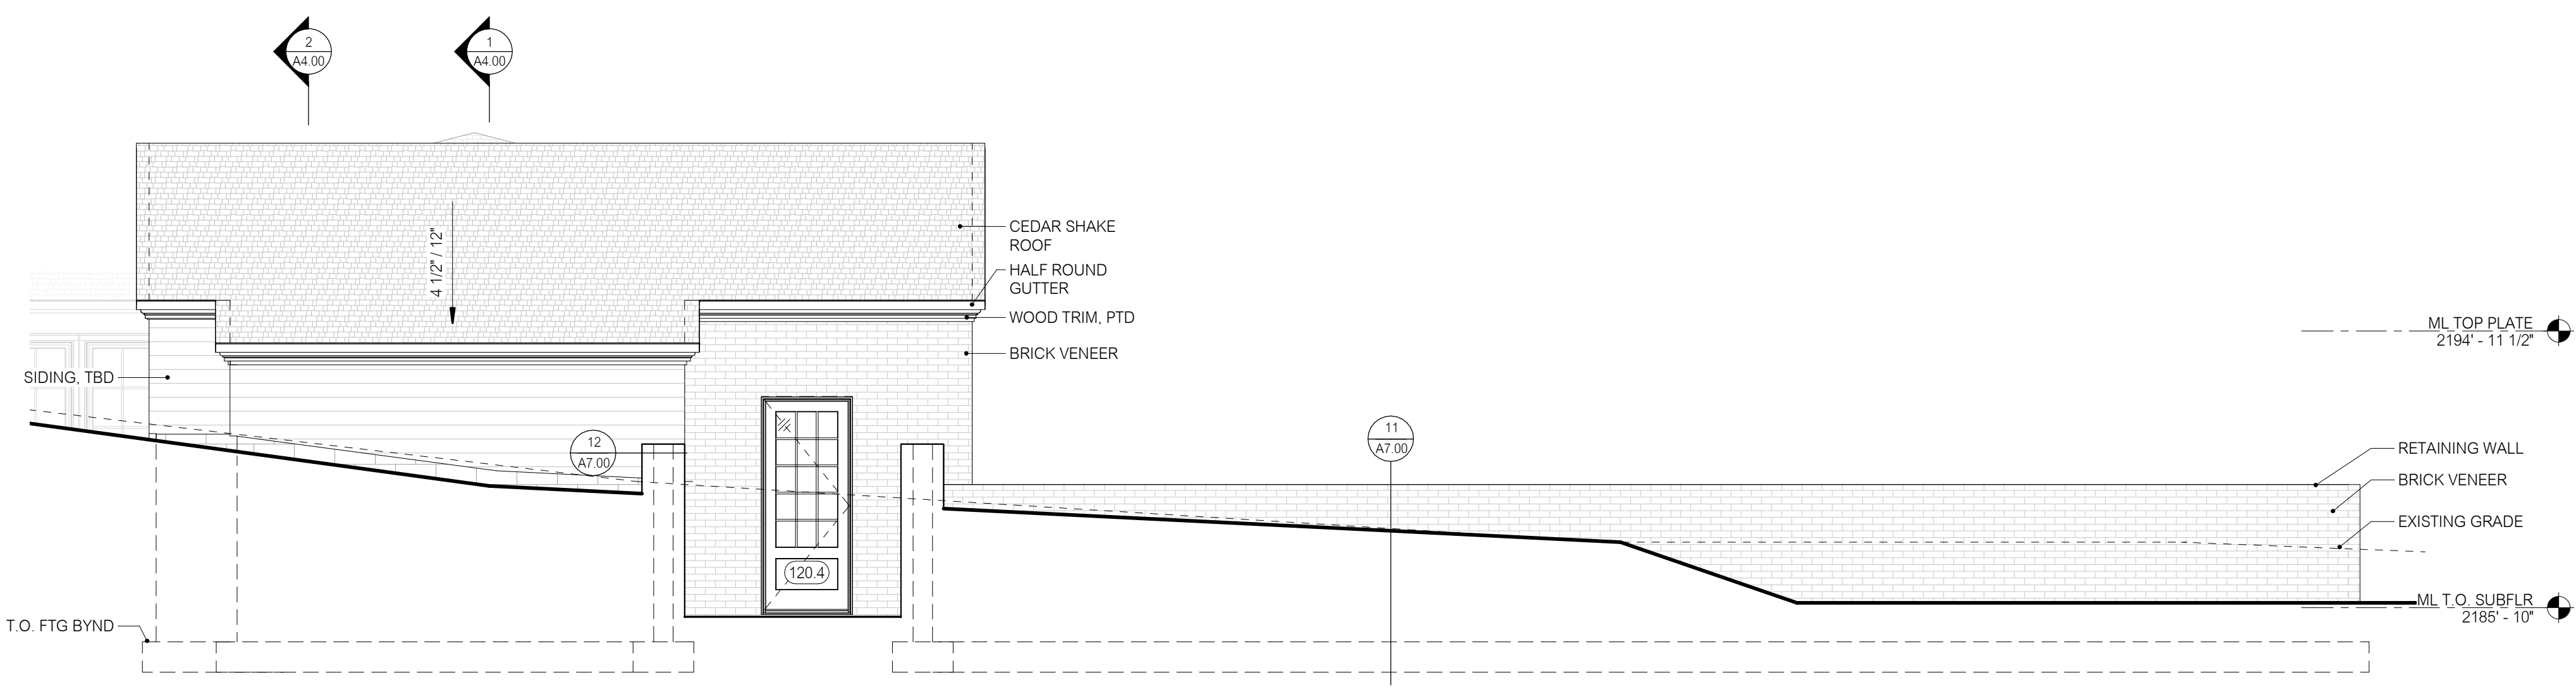 2
A4.00
1
A4.00
4 1/2" / 12"
CEDAR SHAKE
ROOF
HALF ROUND
GUTTER
WOOD TRIM, PTD
BRICK VENEER
ML TOP PLATE
2194' - 11 1/2"
SIDING, TBD
12
A7.00
11
A7.00
RETAINING WALL
BRICK VENEER
EXISTING GRADE
120.4
ML T.O. SUBFLR
2185' - 10"
T.O. FTG BYND